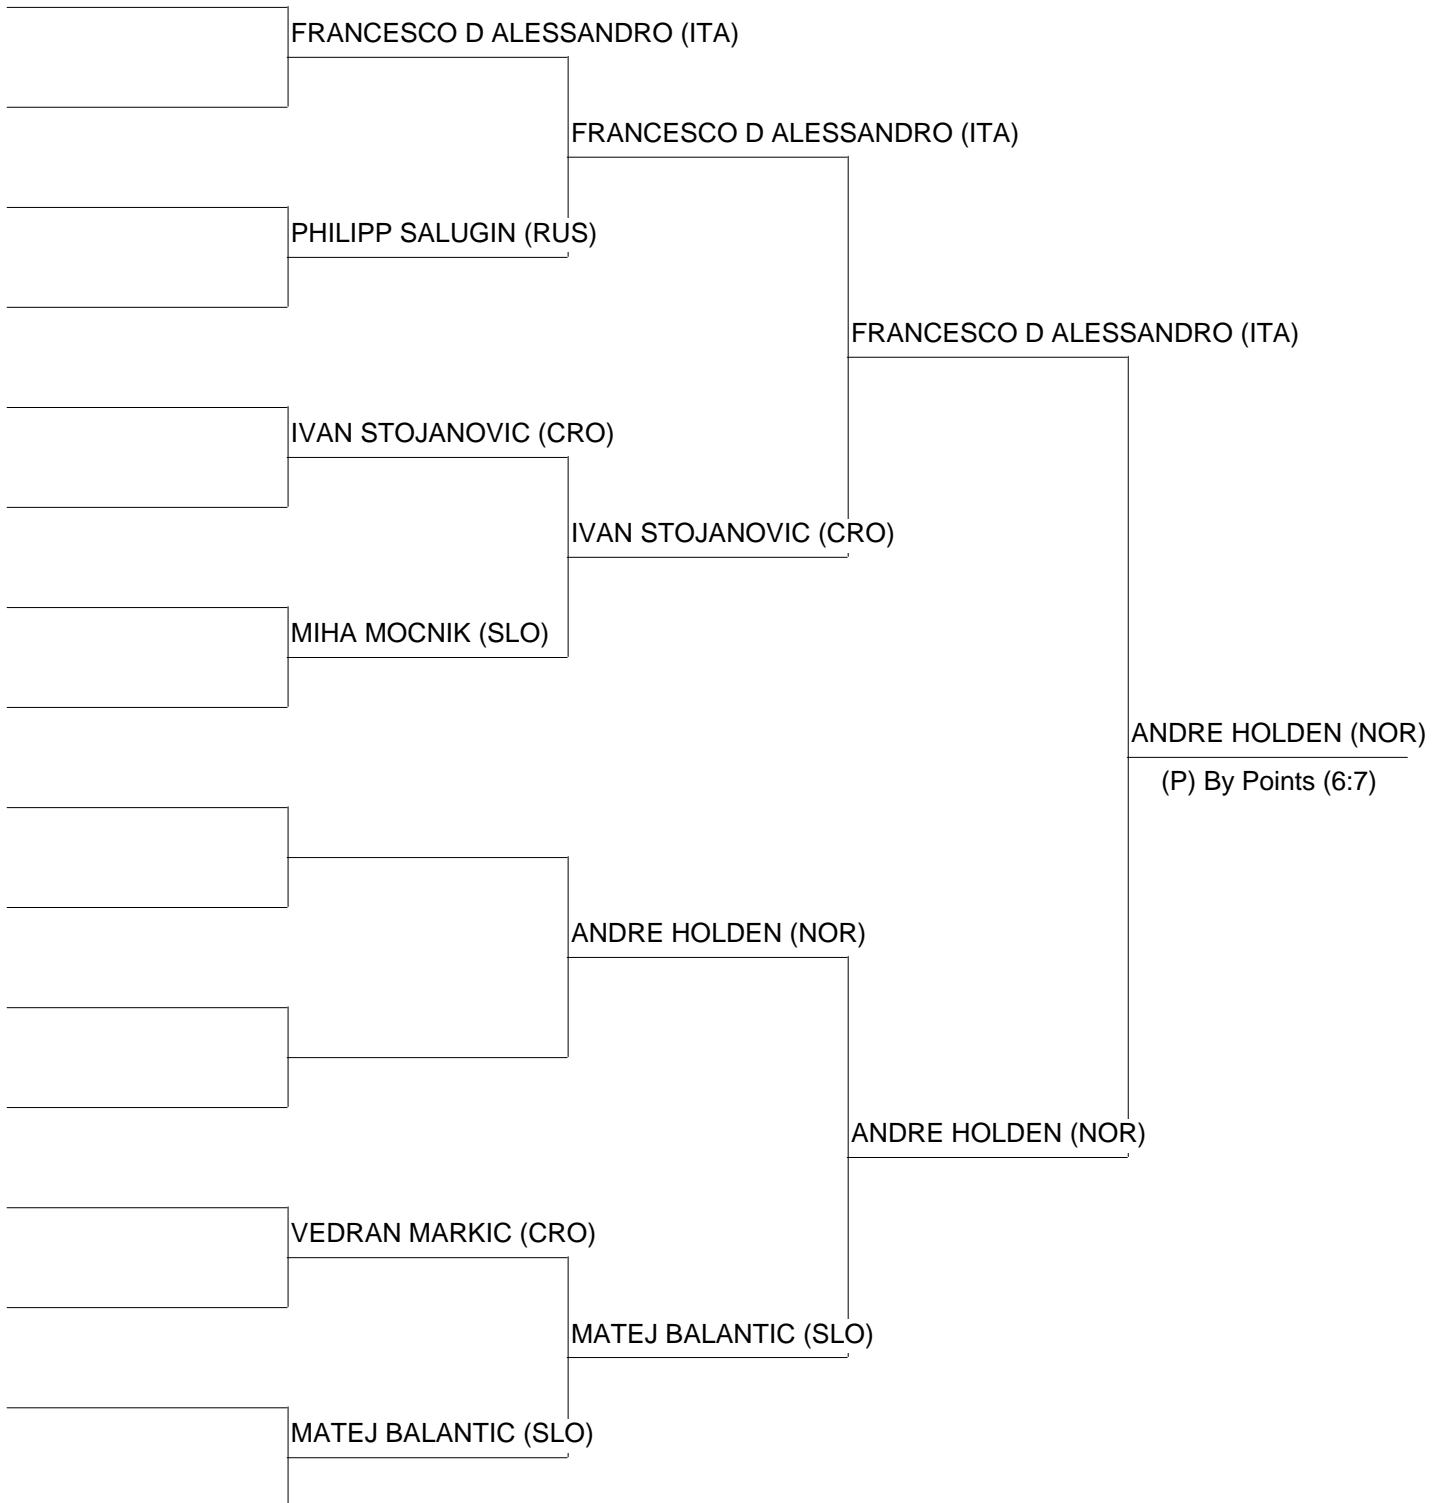 FRANCESCO D ALESSANDRO (ITA)
FRANCESCO D ALESSANDRO (ITA)
PHILIPP SALUGIN (RUS)
FRANCESCO D ALESSANDRO (ITA)
IVAN STOJANOVIC (CRO)
IVAN STOJANOVIC (CRO)
MIHA MOCNIK (SLO)
ANDRE HOLDEN (NOR)
(P) By Points (6:7)
ANDRE HOLDEN (NOR)
ANDRE HOLDEN (NOR)
VEDRAN MARKIC (CRO)
MATEJ BALANTIC (SLO)
MATEJ BALANTIC (SLO)